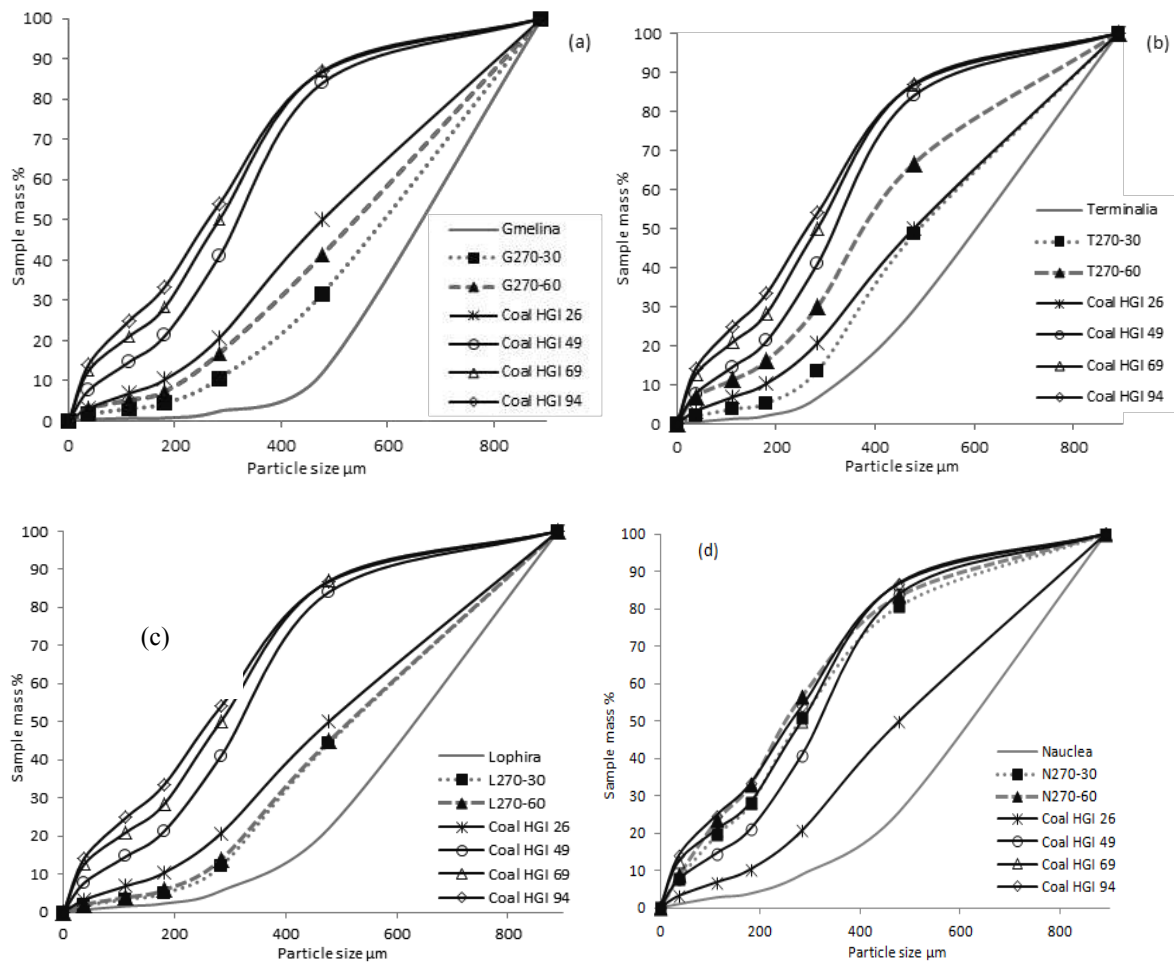 (a)
Sample mass %
100
90
80
70
60
50
40
30
20
10
0
0 200 400 600 800
Particle size µm
Gmelina
G270-30
G270-60
Coal HGI 26
Coal HGI 49
Coal HGI 69
Coal HGI 94
(b)
Sample mass %
100
90
80
70
60
50
40
30
20
10
0
0 200 400 600 800
Particle size µm
Terminalia
T270-30
T270-60
Coal HGI 26
Coal HGI 49
Coal HGI 69
Coal HGI 94
(c)
Sample mass %
100
90
80
70
60
50
40
30
20
10
0
0 200 400 600 800
Particle size µm
Lophira
L270-30
L270-60
Coal HGI 26
Coal HGI 49
Coal HGI 69
Coal HGI 94
(d)
Sample mass %
100
90
80
70
60
50
40
30
20
10
0
0 200 400 600 800
Particle size µm
Nauclea
N270-30
N270-60
Coal HGI 26
Coal HGI 49
Coal HGI 69
Coal HGI 94